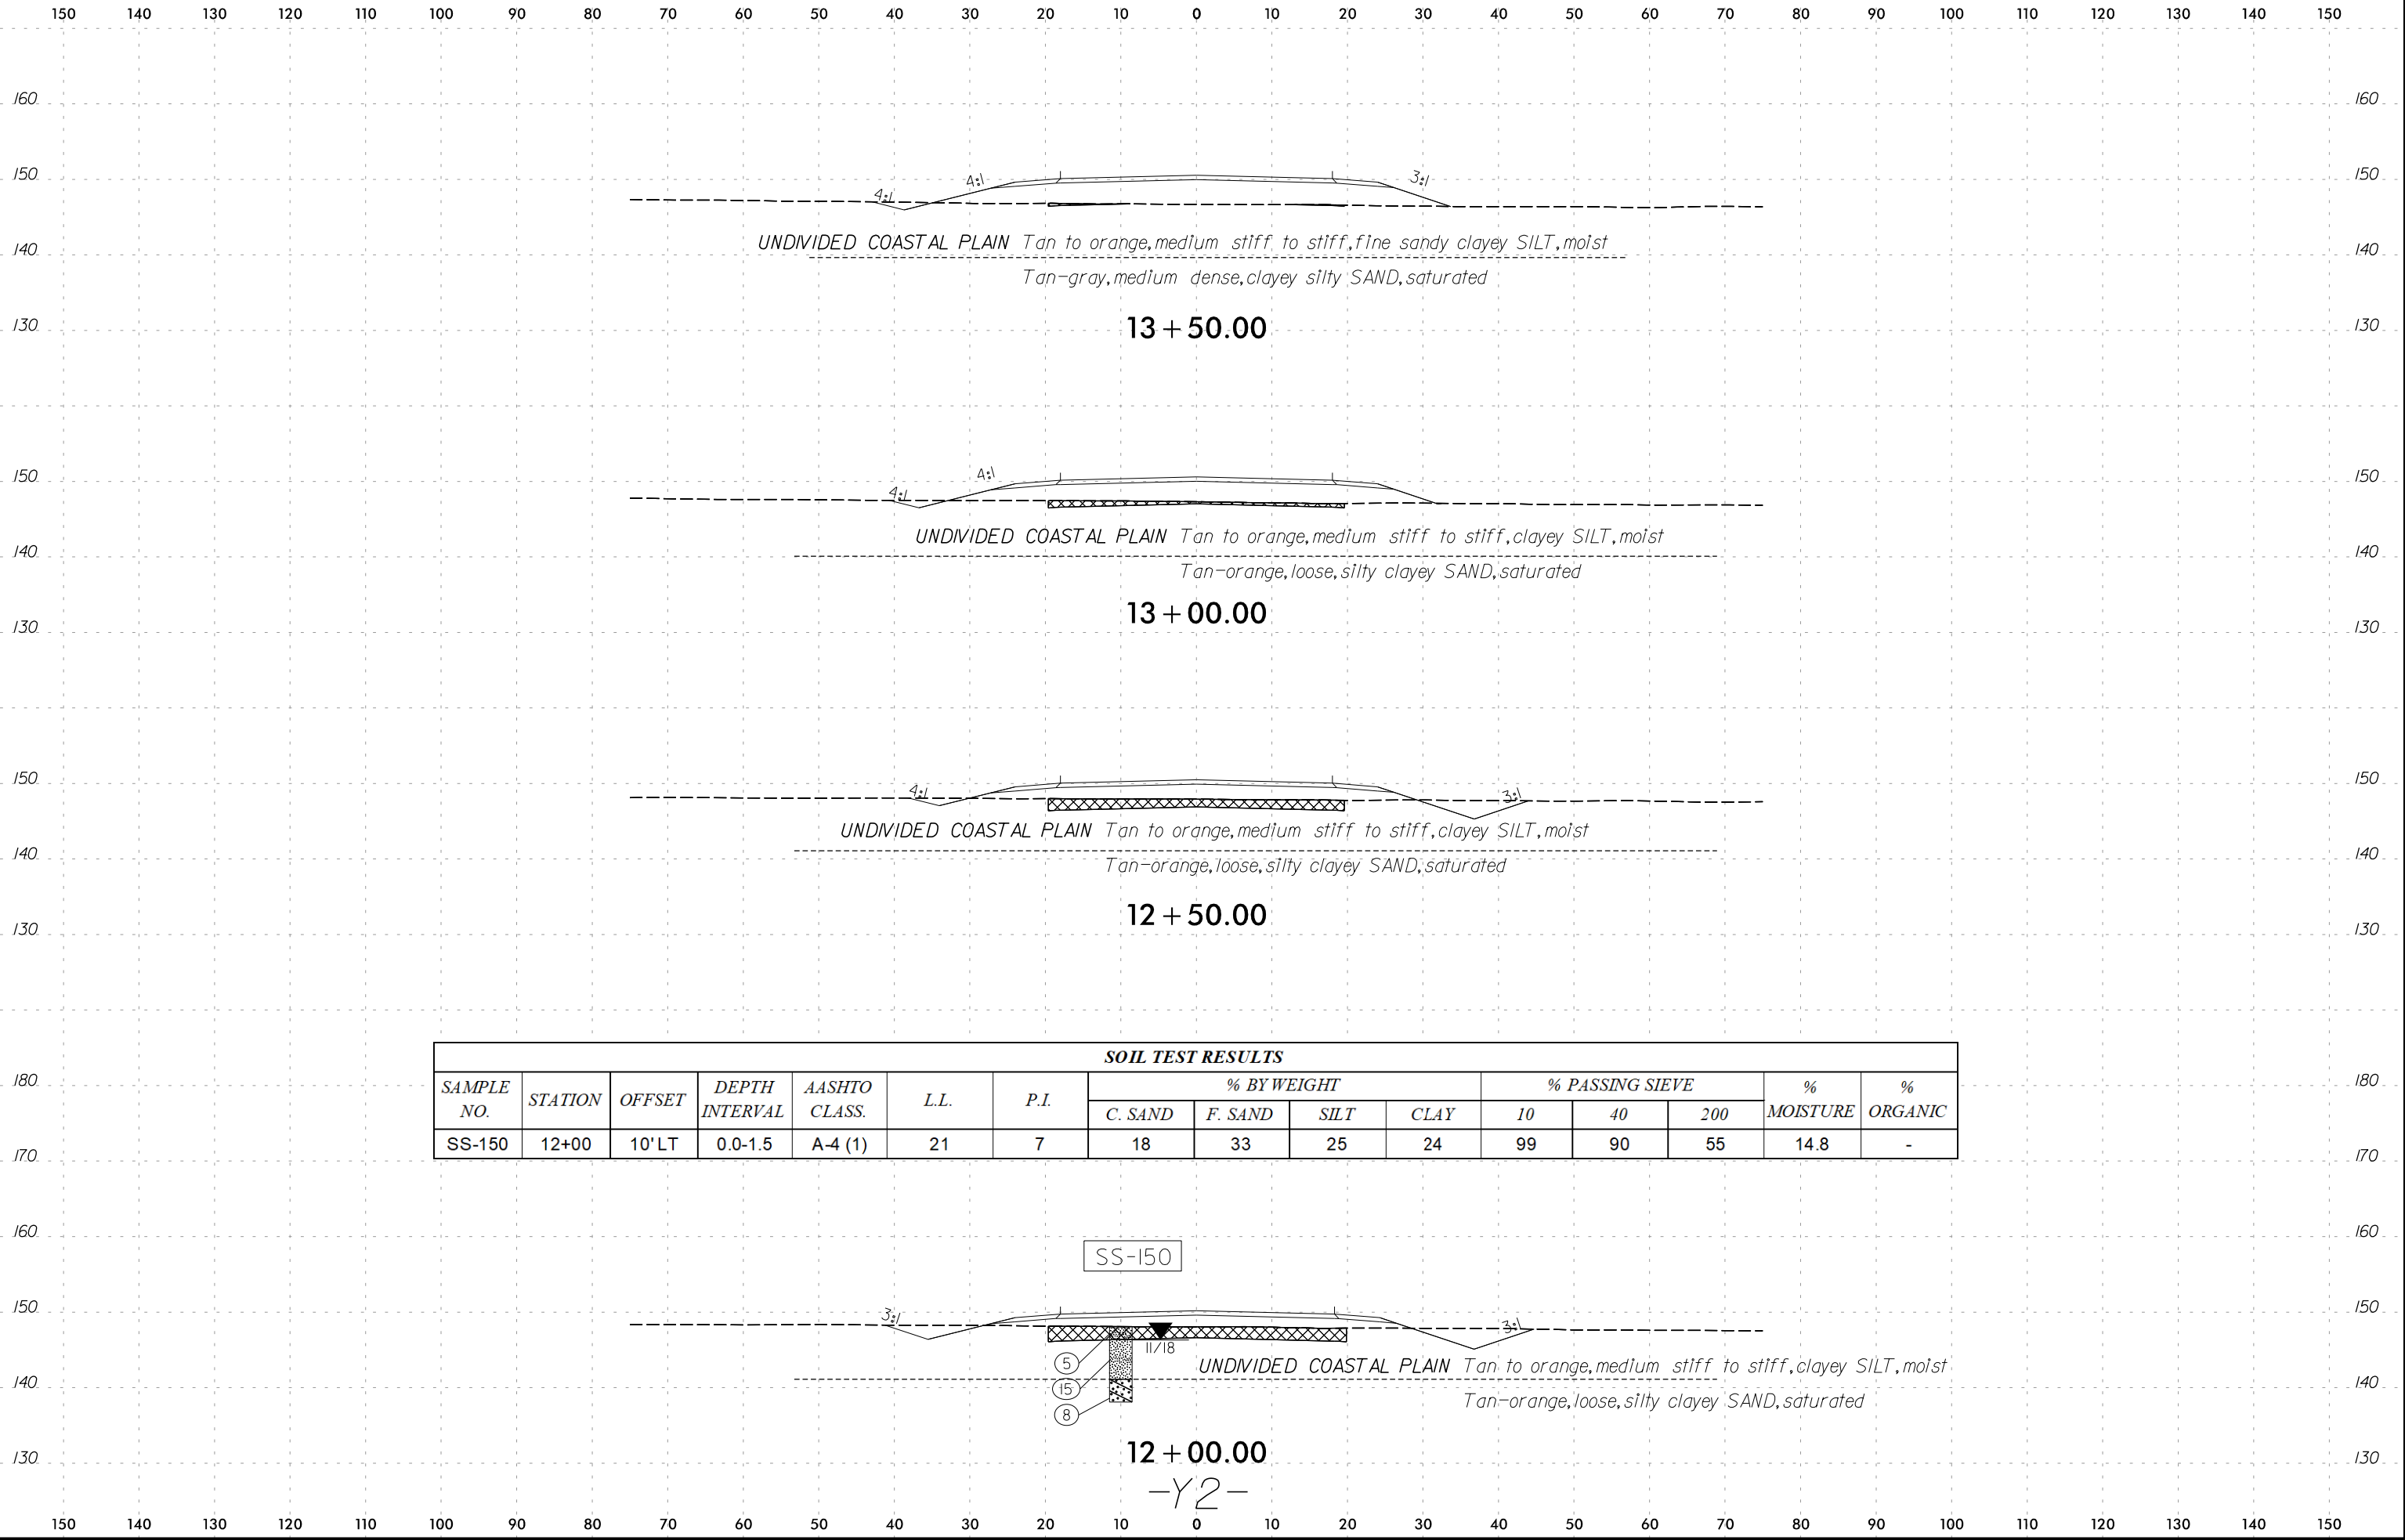 150 140 130 120 110 100 90 80 70 60 50 40 30 20 10 0 10 20 30 40 50 60 70 80 90 100 110 120 130 140 150
160 160
150 4:1 4:1 3:1 150
140 UNDIVIDED COASTAL PLAIN Tan to orange, medium stiff to stiff, fine sandy clayey SILT, moist 140
Tan-gray, medium dense, clayey silty SAND, saturated
130 13+50.00 130
150 4:1 4:1 150
UNDIVIDED COASTAL PLAIN Tan to orange, medium stiff to stiff, clayey SILT, moist
140 140
Tan-orange, loose, silty clayey SAND, saturated
13+00.00
130 130
150 4:1 3:1 150
UNDIVIDED COASTAL PLAIN Tan to orange, medium stiff to stiff, clayey SILT, moist
140 Tan-orange, loose, silty clayey SAND, saturated 140
12+50.00
130 130
SOIL TEST RESULTS
180 180
SAMPLE NO. STATION OFFSET DEPTH INTERVAL AASHTO CLASS. L.L. P.I. % BY WEIGHT % PASSING SIEVE % MOISTURE % ORGANIC
C. SAND F. SAND SILT CLAY 10 40 200
SS-150 12+00 10' LT 0.0-1.5 A-4 (1) 21 7 18 33 25 24 99 90 55 14.8 -
170 170
160 160
SS-150
150 3:1 3:1 150
11/18
5 UNDIVIDED COASTAL PLAIN Tan to orange, medium stiff to stiff, clayey SILT, moist
140 15 140
8 Tan-orange, loose, silty clayey SAND, saturated
12+00.00
130 130
-Y2-
150 140 130 120 110 100 90 80 70 60 50 40 30 20 10 0 10 20 30 40 50 60 70 80 90 100 110 120 130 140 150